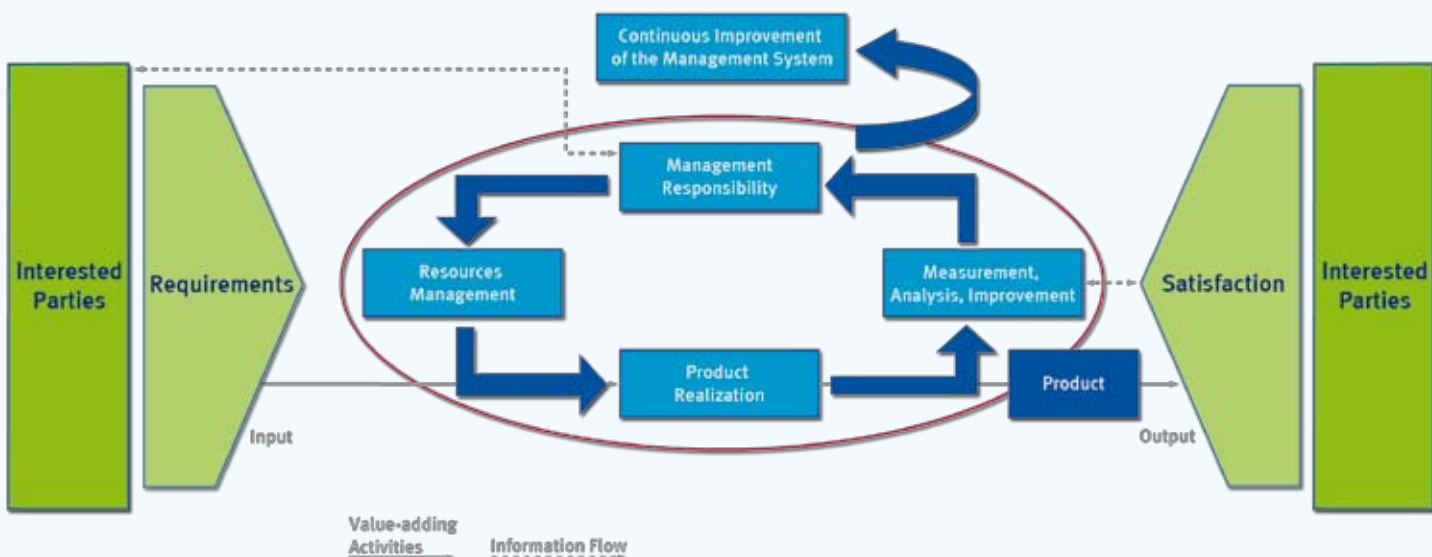 Continuous Improvement
of the Management System
Interested
Parties
Requirements
Management
Responsibility
Resources
Management
Measurement,
Analysis, Improvement
Satisfaction
Interested
Parties
Product
Realization
Product
Input
Output
Value-adding
Activities
Information Flow